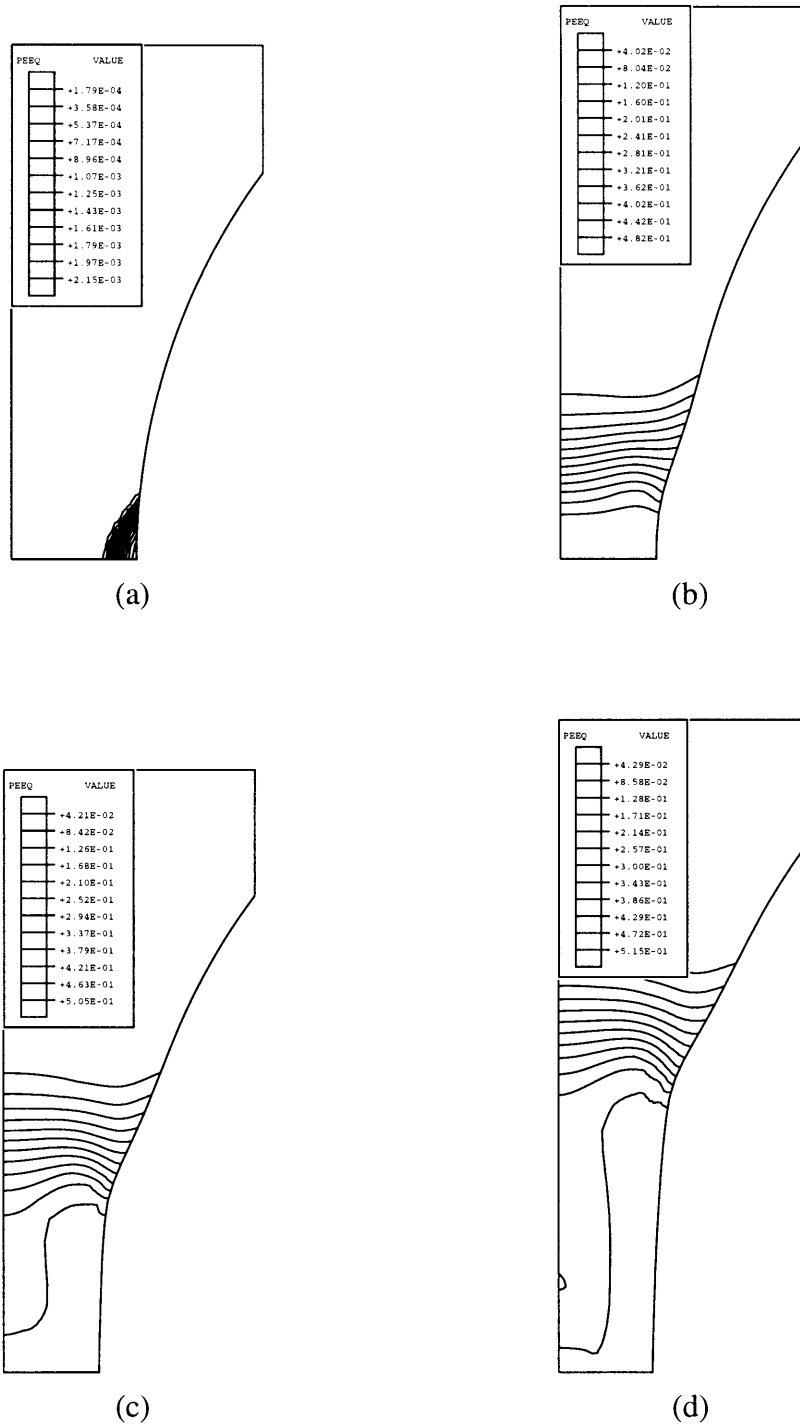 PEEQ VALUE
+1.79E-04
+3.58E-04
+5.37E-04
+7.17E-04
+8.96E-04
+1.07E-03
+1.25E-03
+1.43E-03
+1.61E-03
+1.79E-03
+1.97E-03
+2.15E-03
(a)
PEEQ VALUE
+4.02E-02
+8.04E-02
+1.20E-01
+1.60E-01
+2.01E-01
+2.41E-01
+2.81E-01
+3.21E-01
+3.62E-01
+4.02E-01
+4.42E-01
+4.82E-01
(b)
PEEQ VALUE
+4.21E-02
+8.42E-02
+1.26E-01
+1.68E-01
+2.10E-01
+2.52E-01
+2.94E-01
+3.37E-01
+3.79E-01
+4.21E-01
+4.63E-01
+5.05E-01
(c)
PEEQ VALUE
+4.29E-02
+8.58E-02
+1.28E-01
+1.71E-01
+2.14E-01
+2.57E-01
+3.00E-01
+3.43E-01
+3.86E-01
+4.29E-01
+4.72E-01
+5.15E-01
(d)